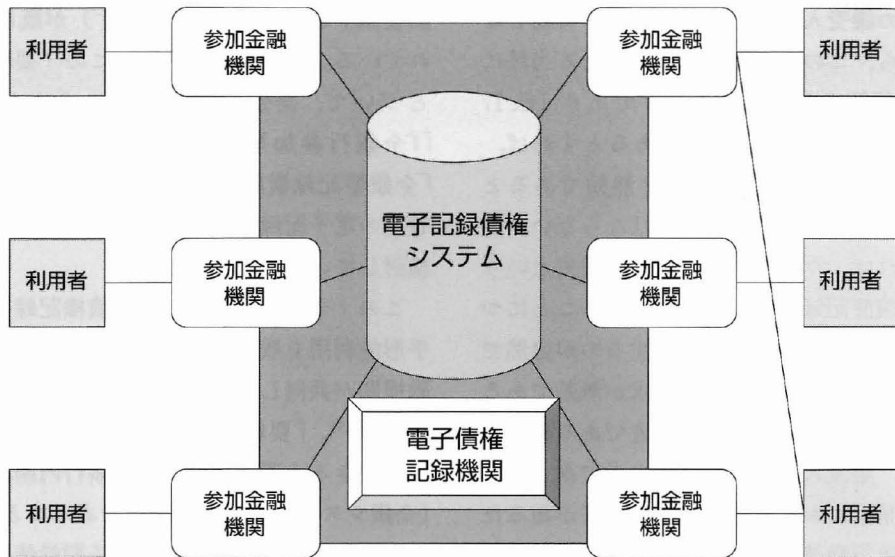 利用者
参加金融
機関
参加金融
機関
利用者
電子記録債権
システム
利用者
参加金融
機関
参加金融
機関
利用者
電子債権
記録機関
利用者
参加金融
機関
参加金融
機関
利用者